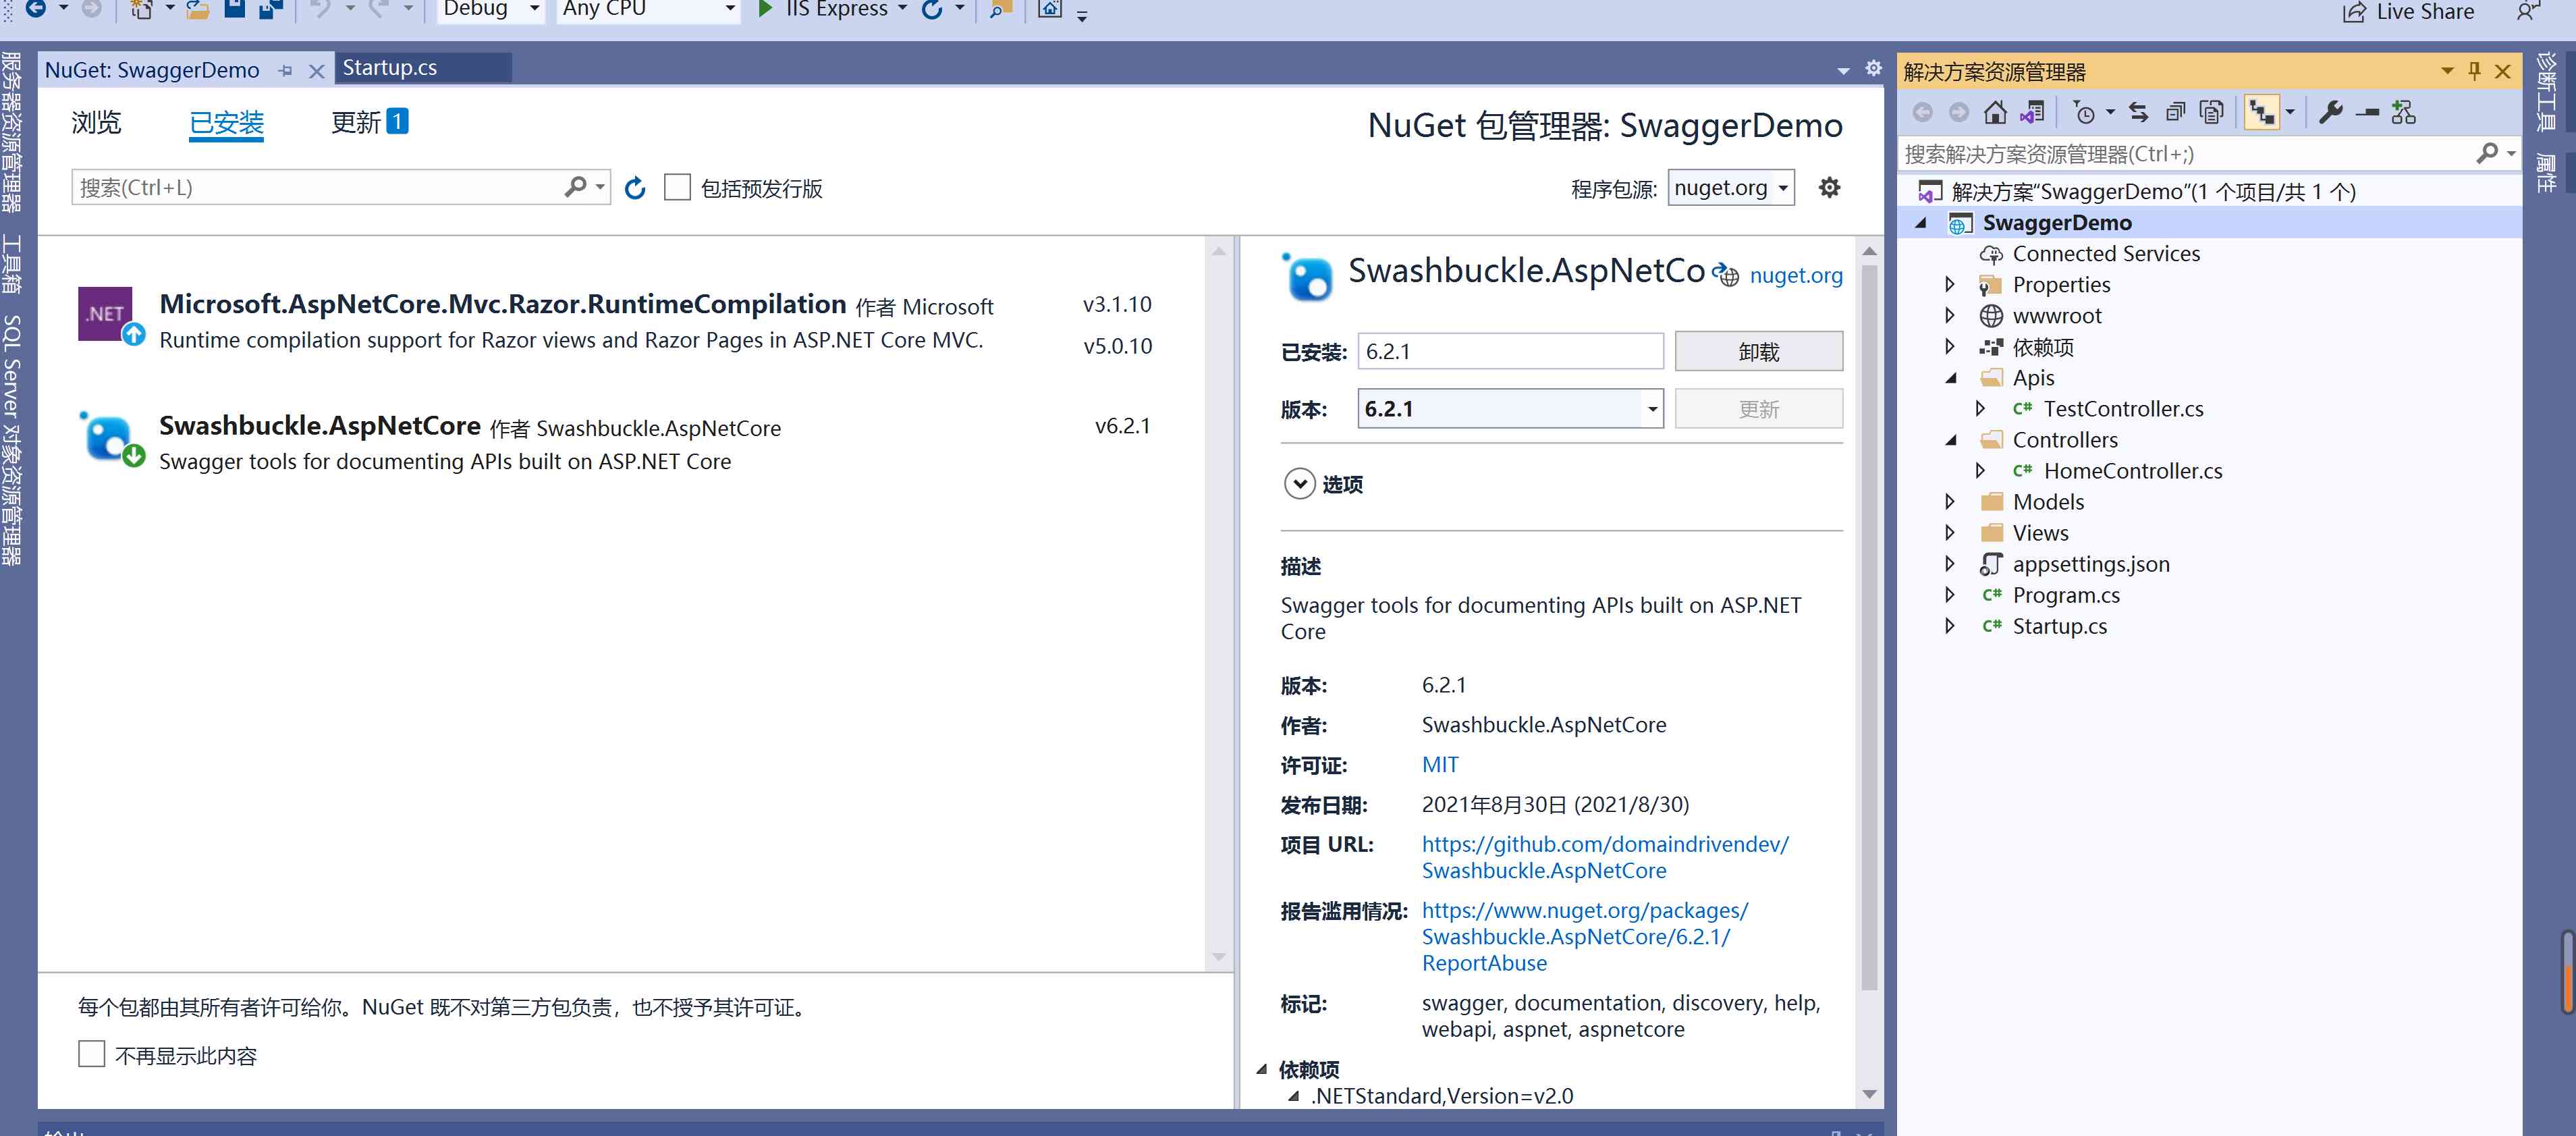 Debug
Any CPU
IIS Express
Live Share
服务器资源管理器
工具箱
SQL Server 对象资源管理器
NuGet: SwaggerDemo
Startup.cs
浏览
已安装
更新 1
NuGet 包管理器: SwaggerDemo
搜索(Ctrl+L)
包括预发行版
程序包源: nuget.org
.NET
Microsoft.AspNetCore.Mvc.Razor.RuntimeCompilation 作者 Microsoft
v3.1.10
Runtime compilation support for Razor views and Razor Pages in ASP.NET Core MVC.
v5.0.10
Swashbuckle.AspNetCore 作者 Swashbuckle.AspNetCore
v6.2.1
Swagger tools for documenting APIs built on ASP.NET Core
每个包都由其所有者许可给你。NuGet 既不对第三方包负责，也不授予其许可证。
不再显示此内容
Swashbuckle.AspNetCo
nuget.org
已安装: 6.2.1
卸载
版本: 6.2.1
更新
选项
描述
Swagger tools for documenting APIs built on ASP.NET
Core
版本: 6.2.1
作者: Swashbuckle.AspNetCore
许可证: MIT
发布日期: 2021年8月30日 (2021/8/30)
项目 URL: https://github.com/domaindrivendev/
Swashbuckle.AspNetCore
报告滥用情况: https://www.nuget.org/packages/
Swashbuckle.AspNetCore/6.2.1/
ReportAbuse
标记: swagger, documentation, discovery, help,
webapi, aspnet, aspnetcore
依赖项
.NETStandard,Version=v2.0
解决方案资源管理器
搜索解决方案资源管理器(Ctrl+;)
解决方案“SwaggerDemo”(1 个项目/共 1 个)
SwaggerDemo
Connected Services
Properties
wwwroot
依赖项
Apis
C# TestController.cs
Controllers
C# HomeController.cs
Models
Views
appsettings.json
C# Program.cs
C# Startup.cs
诊断工具
属性